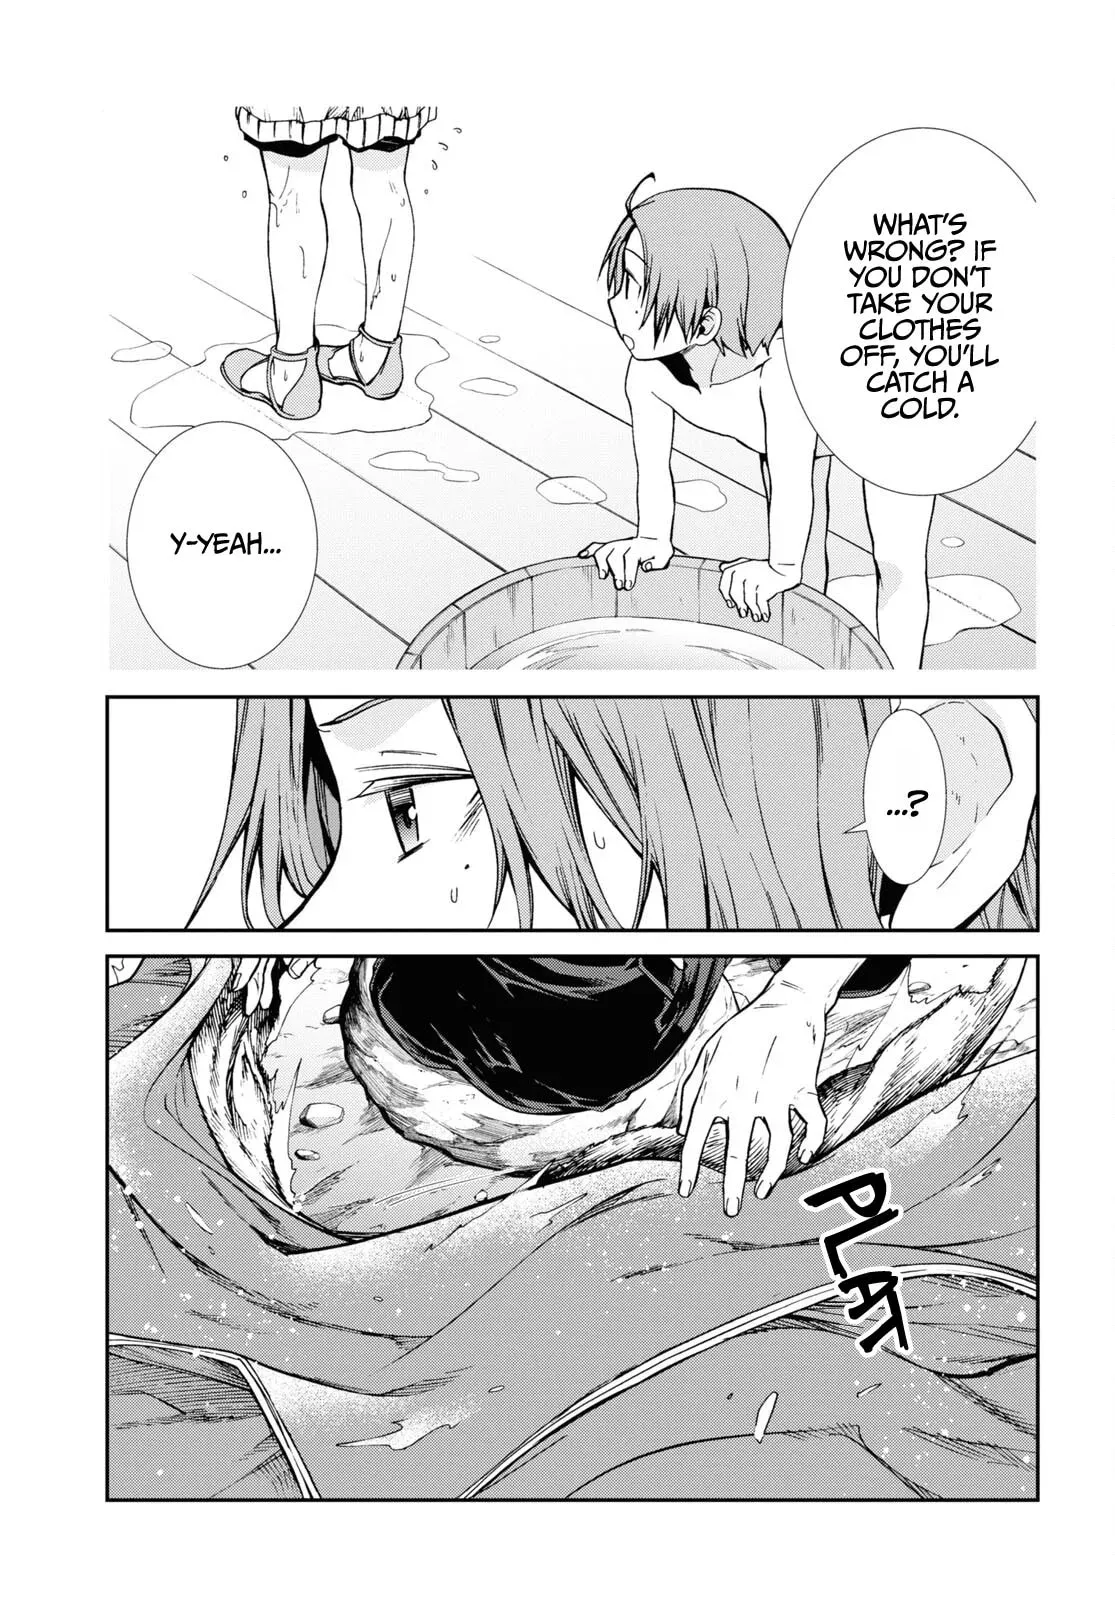 WHAT'S
WRONG? IF
YOU DON'T
TAKE YOUR
CLOTHES
OFF, YOU'LL
CATCH A
COLD.
Y-YEAH...
...?
PLAT